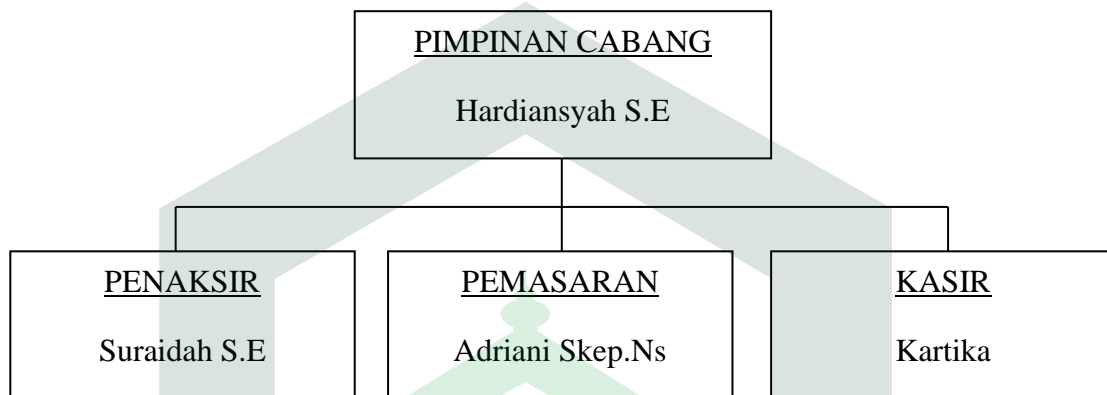 PIMPINAN CABANG
Hardiansyah S.E
PENAKSIR
Suraidah S.E
PEMASARAN
Adriani Skep.Ns
KASIR
Kartika